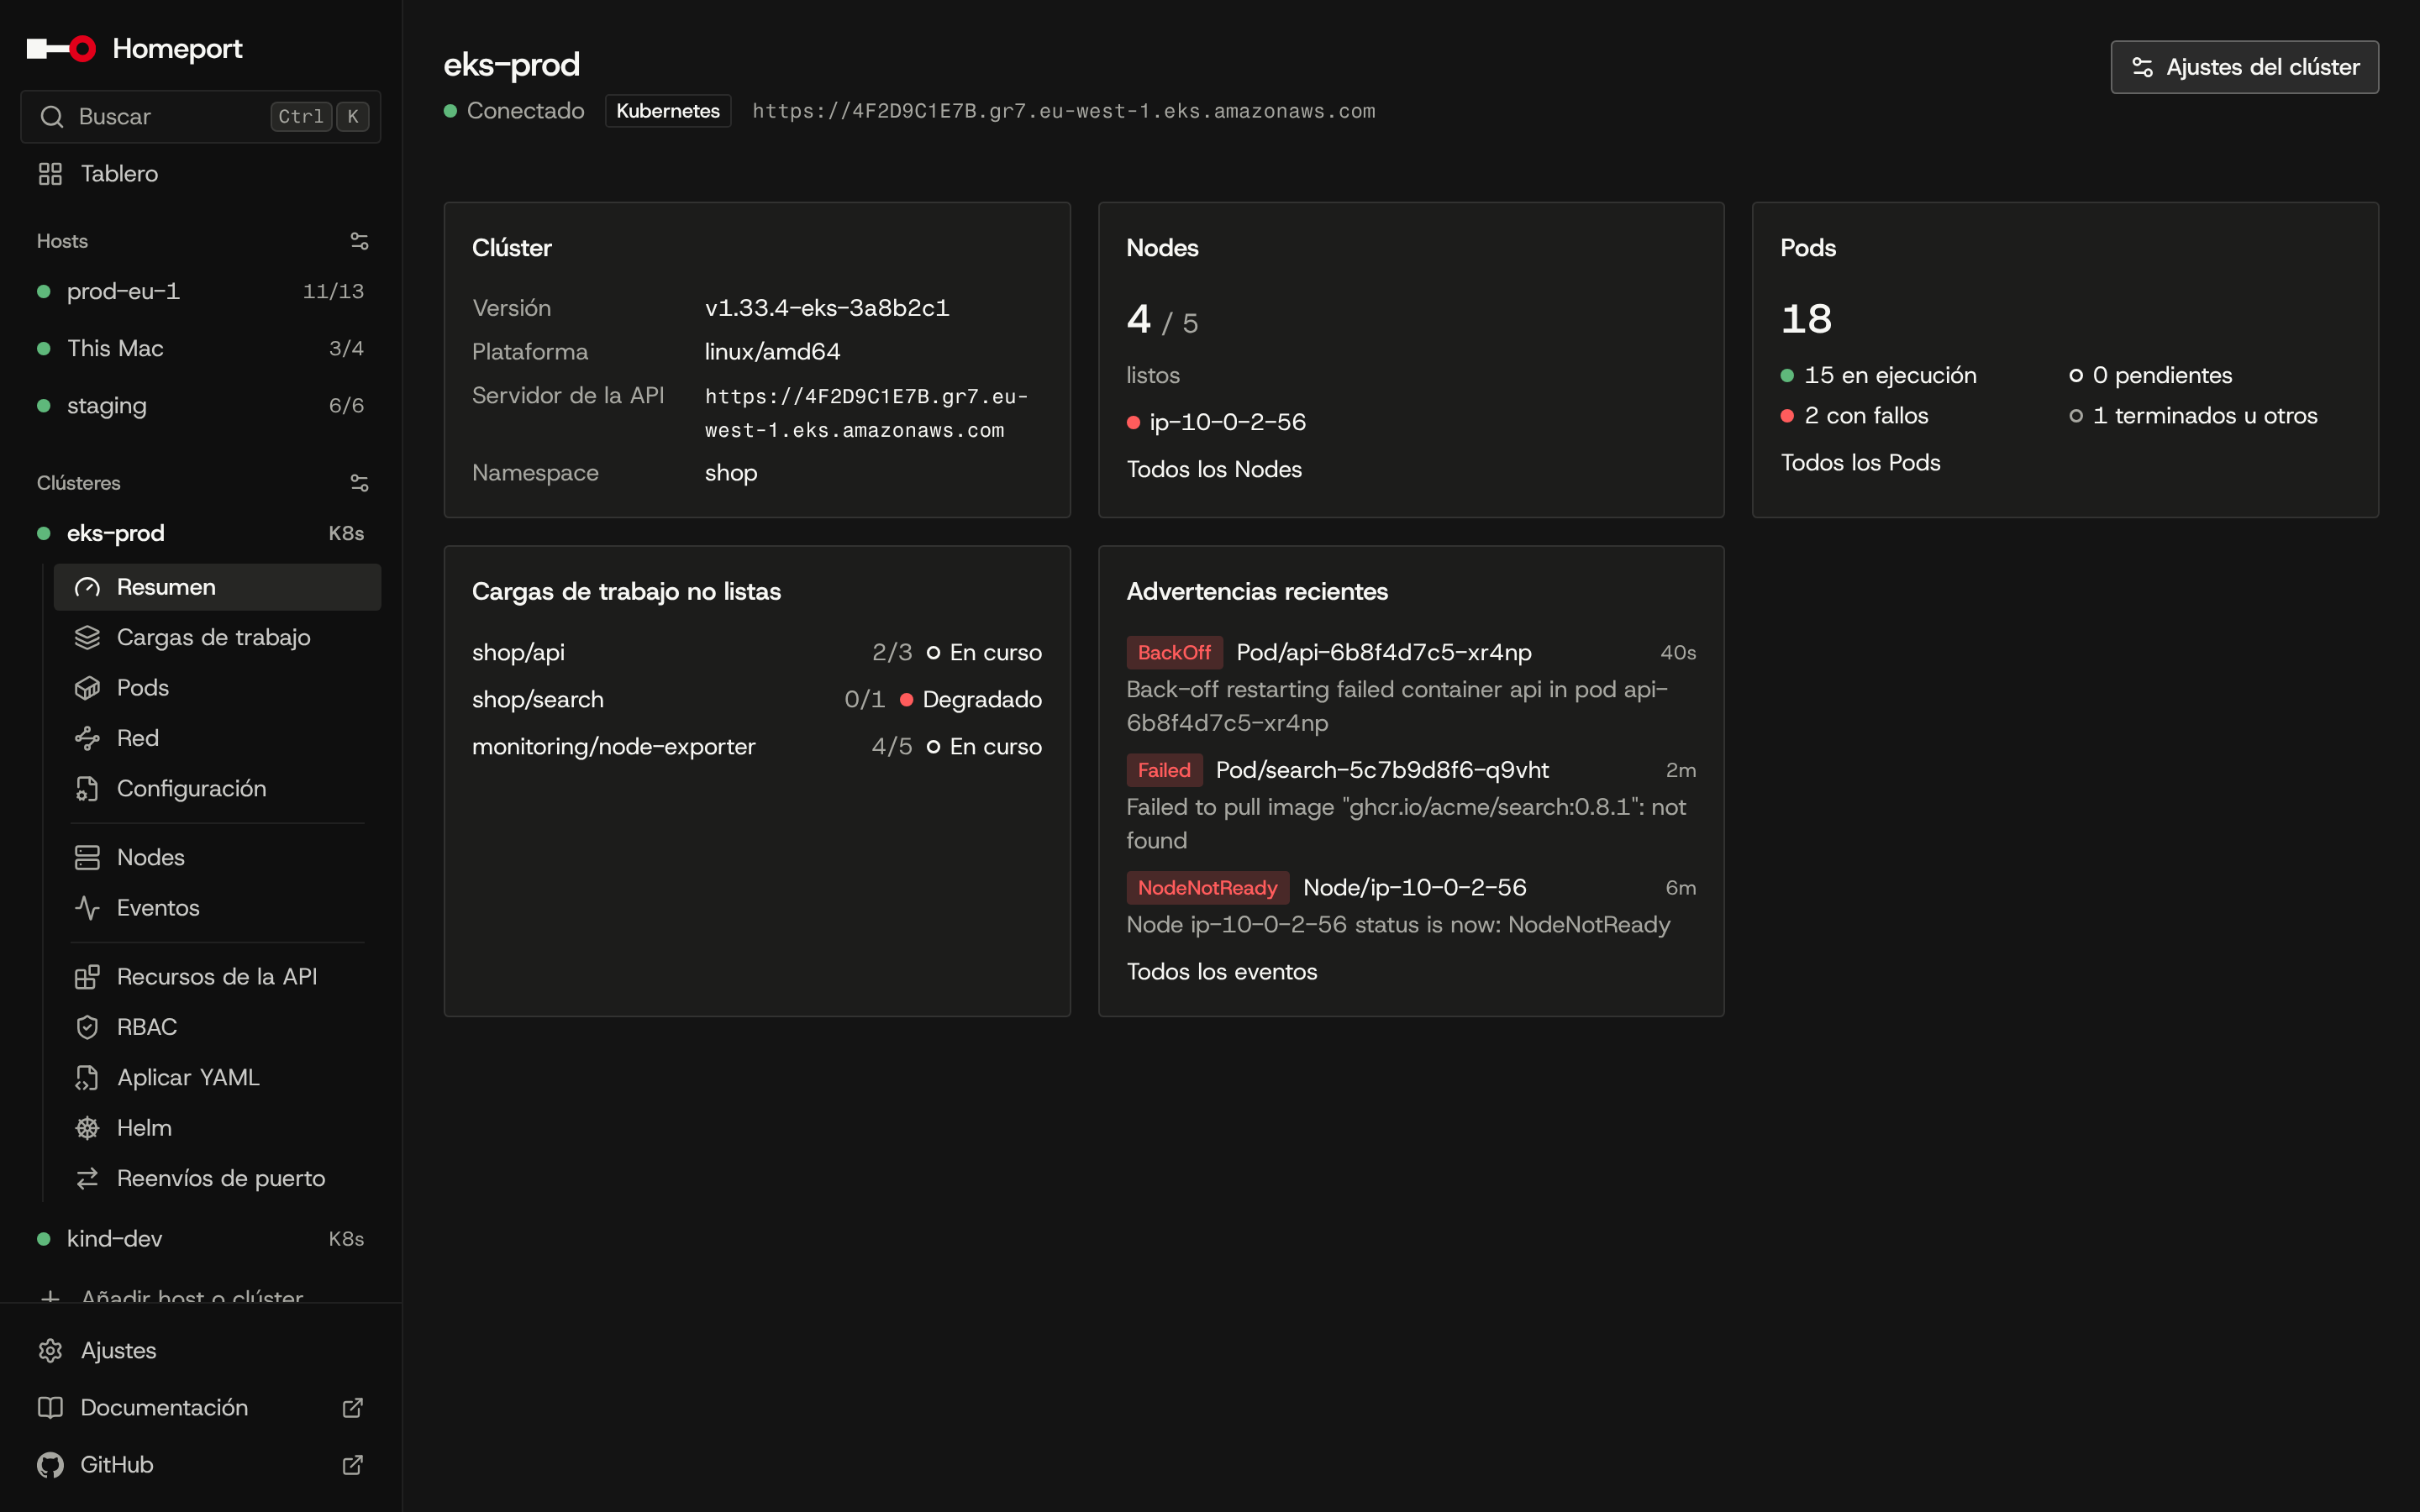 Homeport
Buscar Ctrl K
Tablero
Hosts
prod-eu-1 11/13
This Mac 3/4
staging 6/6
Clústeres
eks-prod K8s
Resumen
Cargas de trabajo
Pods
Red
Configuración
Nodes
Eventos
Recursos de la API
RBAC
Aplicar YAML
Helm
Reenvíos de puerto
kind-dev K8s
Añadir host o clúster
Ajustes
Documentación
GitHub
eks-prod
Conectado Kubernetes https://4F2D9C1E7B.gr7.eu-west-1.eks.amazonaws.com
Ajustes del clúster
Clúster
Versión v1.33.4-eks-3a8b2c1
Plataforma linux/amd64
Servidor de la API https://4F2D9C1E7B.gr7.eu-
west-1.eks.amazonaws.com
Namespace shop
Nodes
4 / 5
listos
ip-10-0-2-56
Todos los Nodes
Pods
18
15 en ejecución 0 pendientes
2 con fallos 1 terminados u otros
Todos los Pods
Cargas de trabajo no listas
shop/api 2/3 En curso
shop/search 0/1 Degradado
monitoring/node-exporter 4/5 En curso
Advertencias recientes
BackOff Pod/api-6b8f4d7c5-xr4np 40s
Back-off restarting failed container api in pod api-
6b8f4d7c5-xr4np
Failed Pod/search-5c7b9d8f6-q9vht 2m
Failed to pull image "ghcr.io/acme/search:0.8.1": not
found
NodeNotReady Node/ip-10-0-2-56 6m
Node ip-10-0-2-56 status is now: NodeNotReady
Todos los eventos